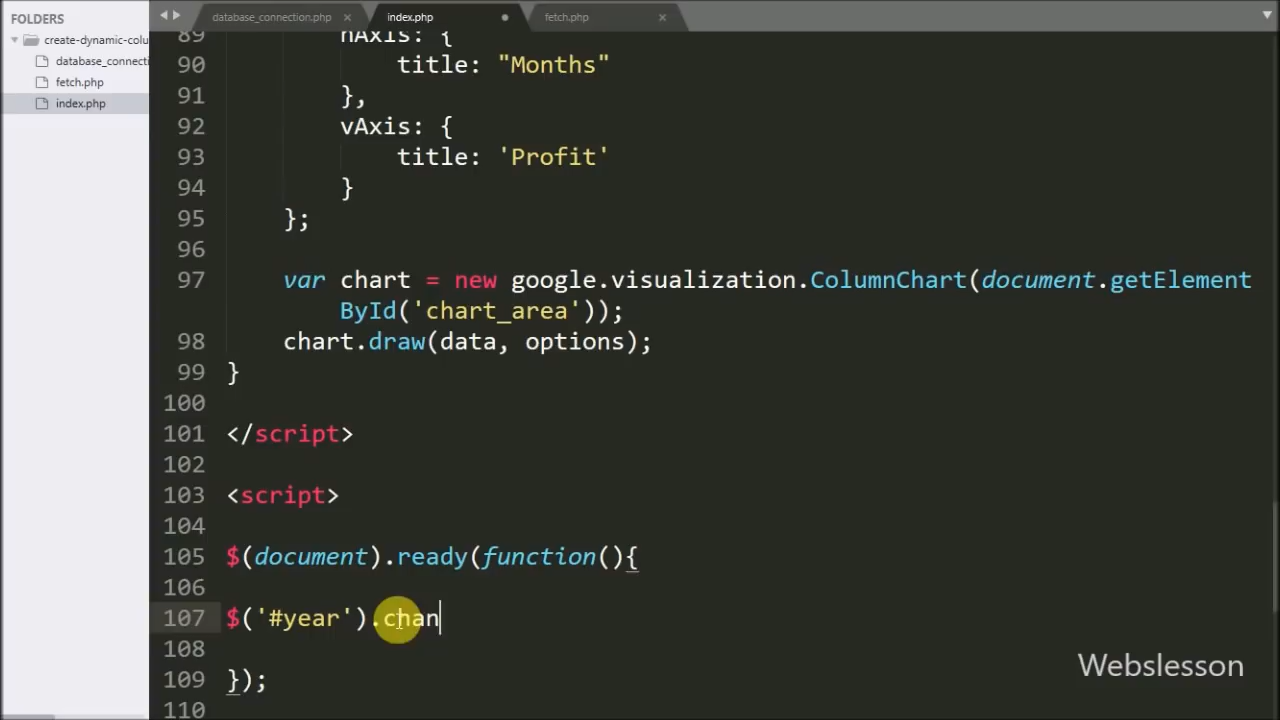 FOLDERS
create-dynamic-colu
database_connecti
fetch.php
index.php
database_connection.php
index.php
fetch.php
89 hAxis: {
90 title: "Months"
91 },
92 vAxis: {
93 title: 'Profit'
94 }
95 };
96
97 var chart = new google.visualization.ColumnChart(document.getElement
ById('chart_area'));
98 chart.draw(data, options);
99 }
100
101 </script>
102
103 <script>
104
105 $(document).ready(function(){
106
107 $('#year').chan
108
109 });
110
Webslesson